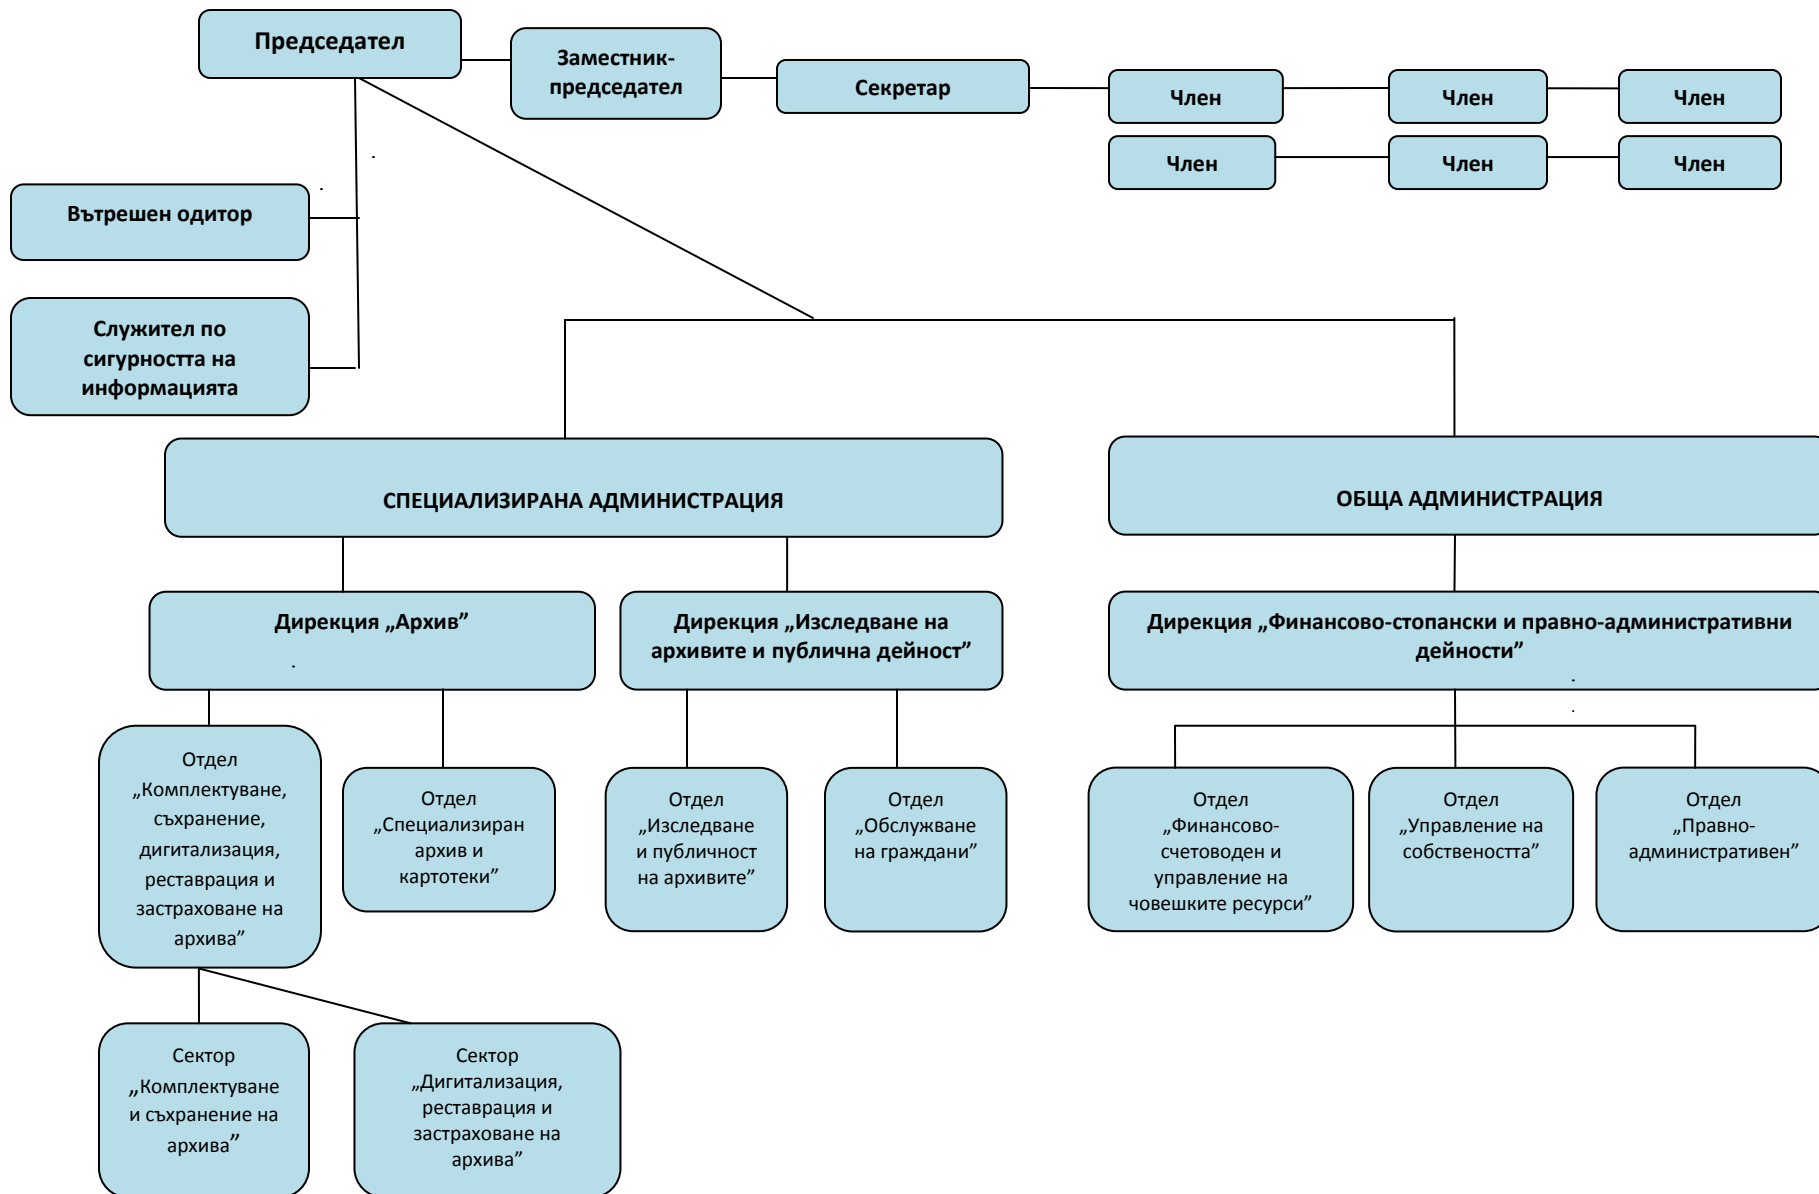 Председател
Заместник-
председател
Секретар
Член
Член
Член
Член
Член
Член
Вътрешен одитор
Служител по
сигурността на
информацията
СПЕЦИАЛИЗИРАНА АДМИНИСТРАЦИЯ
ОБЩА АДМИНИСТРАЦИЯ
Дирекция „Архив”
Дирекция „Изследване на
архивите и публична дейност”
Дирекция „Финансово-стопански и правно-административни
дейности”
Отдел
„Комплектуване,
съхранение,
дигитализация,
реставрация и
застраховане на
архива”
Отдел
„Специализиран
архив и
картотеки”
Отдел
„Изследване
и публичност
на архивите”
Отдел
„Обслужване
на граждани”
Отдел
„Финансово-
счетоводен и
управление на
човешките ресурси”
Отдел
„Управление на
собствеността”
Отдел
„Правно-
административен”
Сектор
„Комплектуване
и съхранение на
архива”
Сектор
„Дигитализация,
реставрация и
застраховане на
архива”